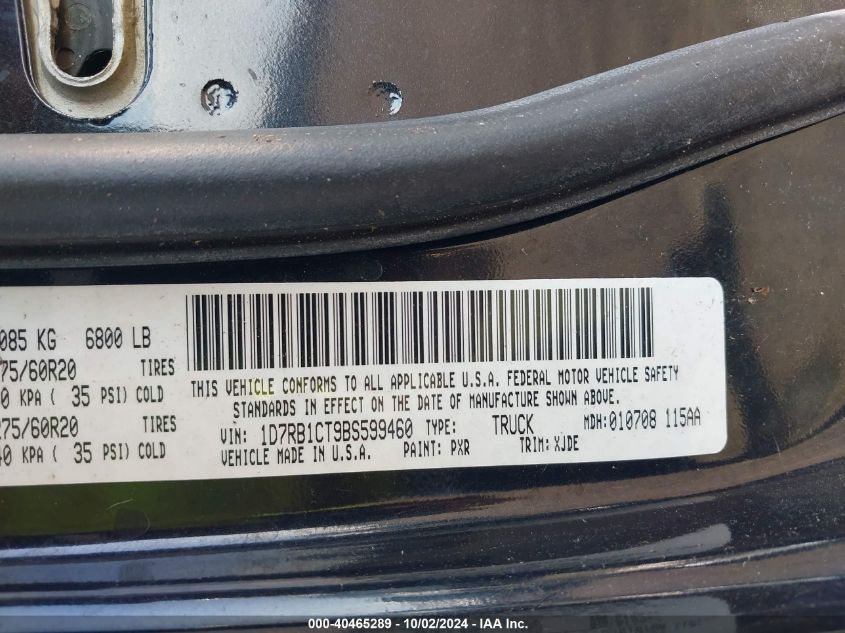 085 KG 6800 LB
75/60R20 TIRES
0 KPA ( 35 PSI) COLD
75/60R20 TIRES
40 KPA ( 35 PSI) COLD
THIS VEHICLE CONFORMS TO ALL APPLICABLE U.S.A. FEDERAL MOTOR VEHICLE SAFETY
STANDARDS IN EFFECT ON THE DATE OF MANUFACTURE SHOWN ABOVE.
VIN: 1D7RB1CT9BS599460 TYPE: TRUCK MDH: 010708 115AA
VEHICLE MADE IN U.S.A. PAINT: PXR TRIM: XJDE
000-40465289 - 10/02/2024 - IAA Inc.